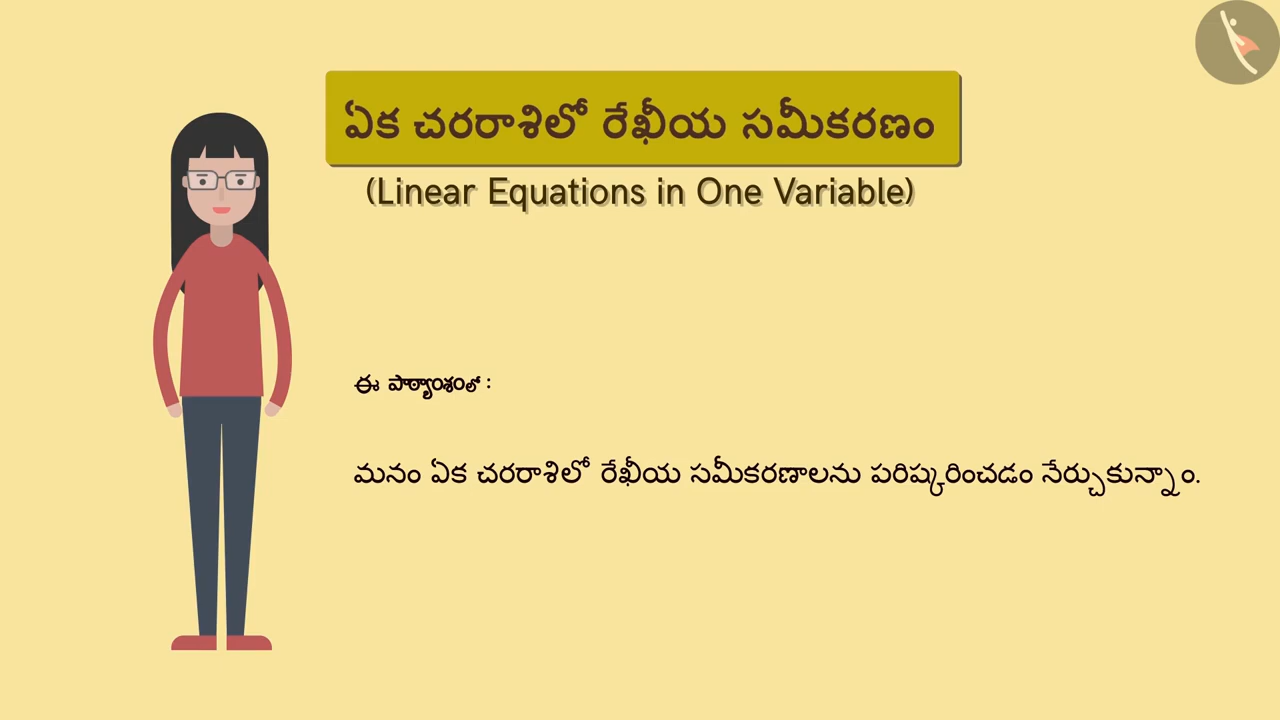 ఏక చరరాశిలో రేఖీయ సమీకరణం
(Linear Equations in One Variable)
ఈ పాఠ్యాంశంలో :
మనం ఏక చరరాశిలో రేఖీయ సమీకరణాలను పరిష్కరించడం నేర్చుకున్నాం.